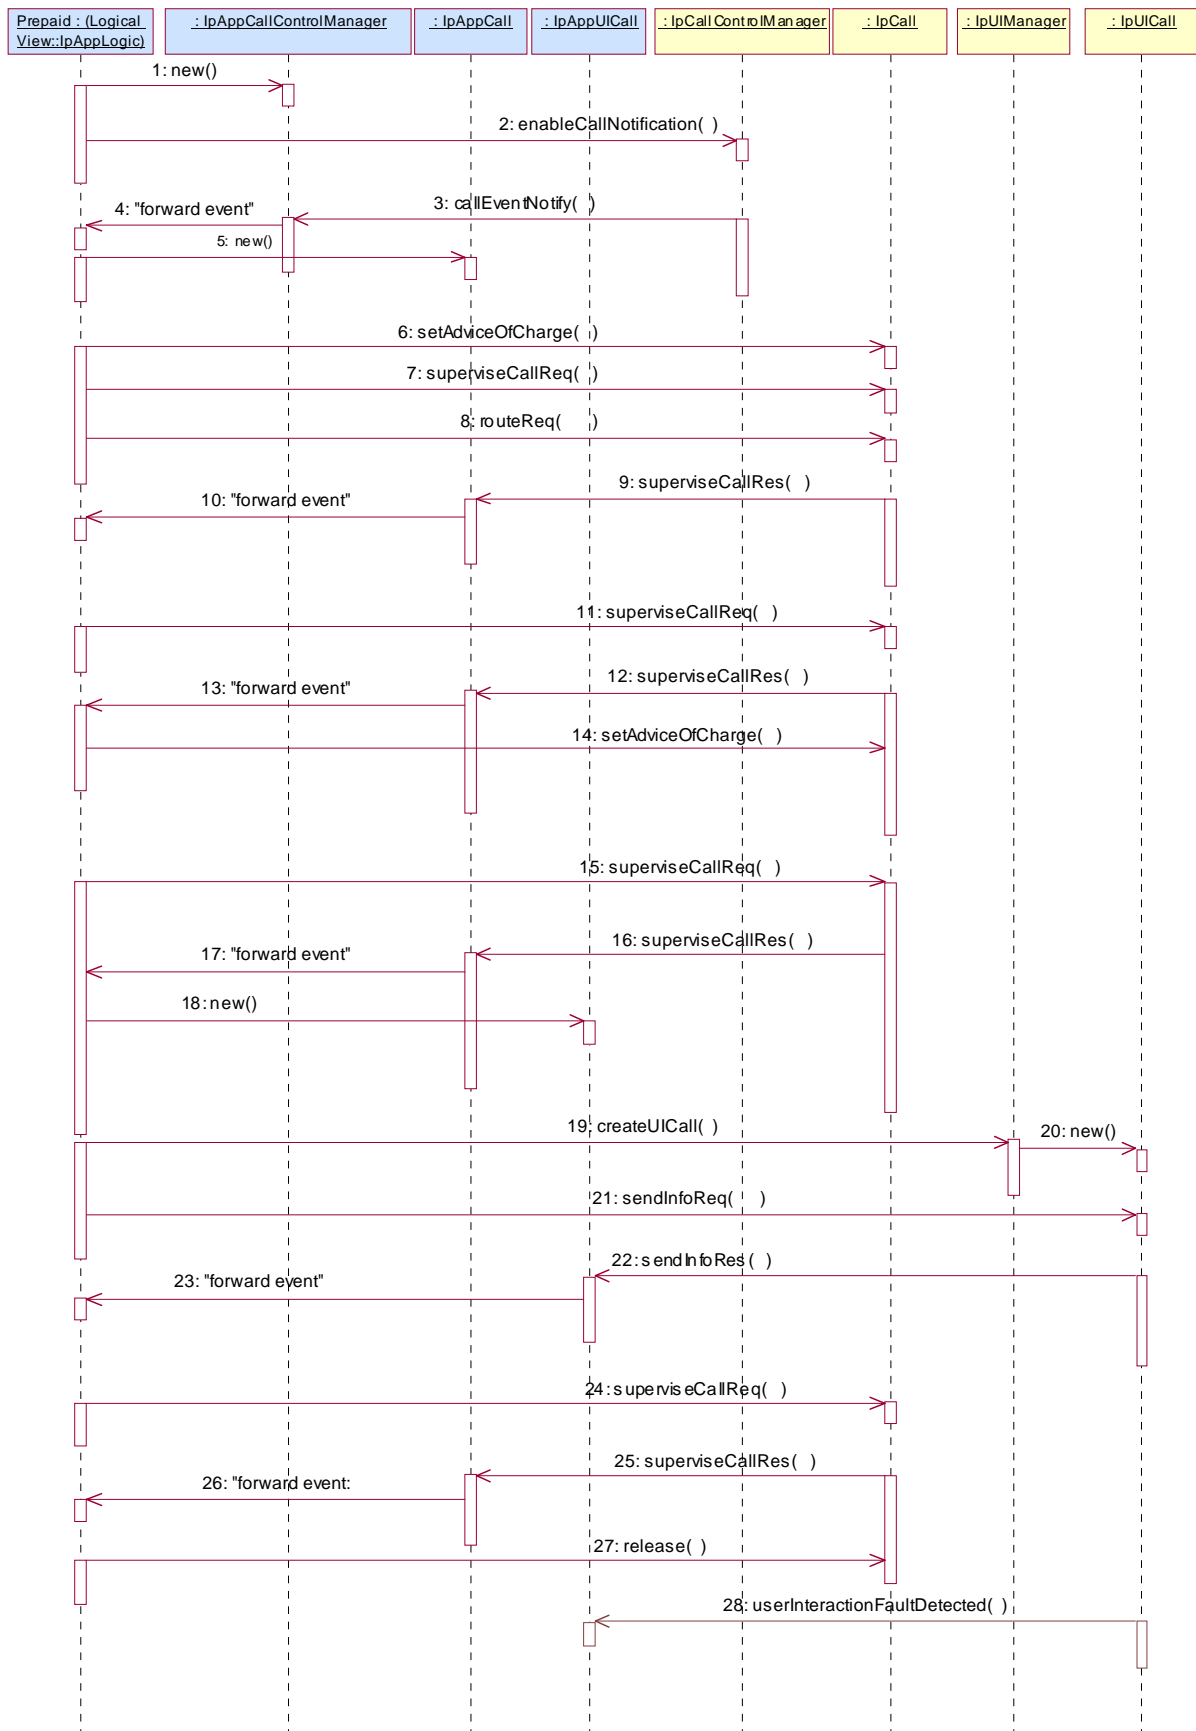 Prepaid : (Logical
View::IpAppLogic)
: IpAppCallControlManager
: IpAppCall
: IpAppUICall
: IpCallControlManager
: IpCall
: IpUIManager
: IpUICall
1: new()
2: enableCallNotification( )
3: callEventNotify( )
4: "forward event"
5: new()
6: setAdviceOfCharge( )
7: superviseCallReq( )
8: routeReq( )
9: superviseCallRes( )
10: "forward event"
11: superviseCallReq( )
12: superviseCallRes( )
13: "forward event"
14: setAdviceOfCharge( )
15: superviseCallReq( )
16: superviseCallRes( )
17: "forward event"
18: new()
19: createUICall( )
20: new()
21: sendInfoReq( )
22: sendInfoRes( )
23: "forward event"
24: superviseCallReq( )
25: superviseCallRes( )
26: "forward event:
27: release( )
28: userInteractionFaultDetected( )